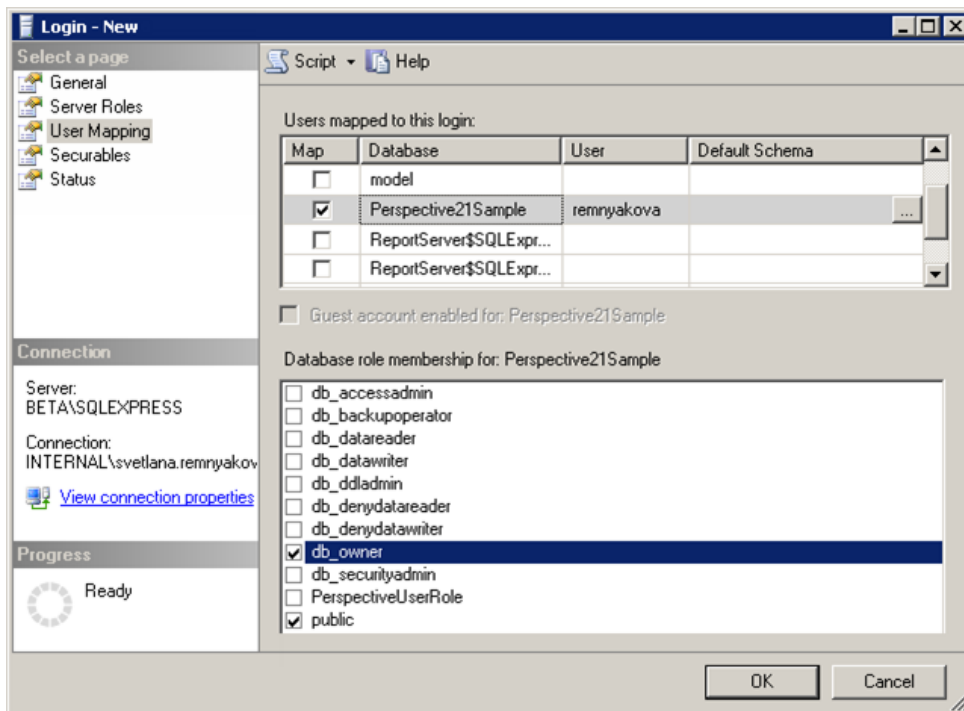 Login - New
Select a page
General
Server Roles
User Mapping
Securables
Status
Script Help
Users mapped to this login:
Map Database User Default Schema
model
Perspective21Sample remnyakova ...
ReportServer$SQLExpr...
ReportServer$SQLExpr...
Guest account enabled for: Perspective21Sample
Database role membership for: Perspective21Sample
db_accessadmin
db_backupoperator
db_datareader
db_datawriter
db_ddladmin
db_denydatareader
db_denydatawriter
db_owner
db_securityadmin
PerspectiveUserRole
public
Connection
Server:
BETA\SQLEXPRESS
Connection:
INTERNAL\svetlana.remnyakov
View connection properties
Progress
Ready
OK Cancel